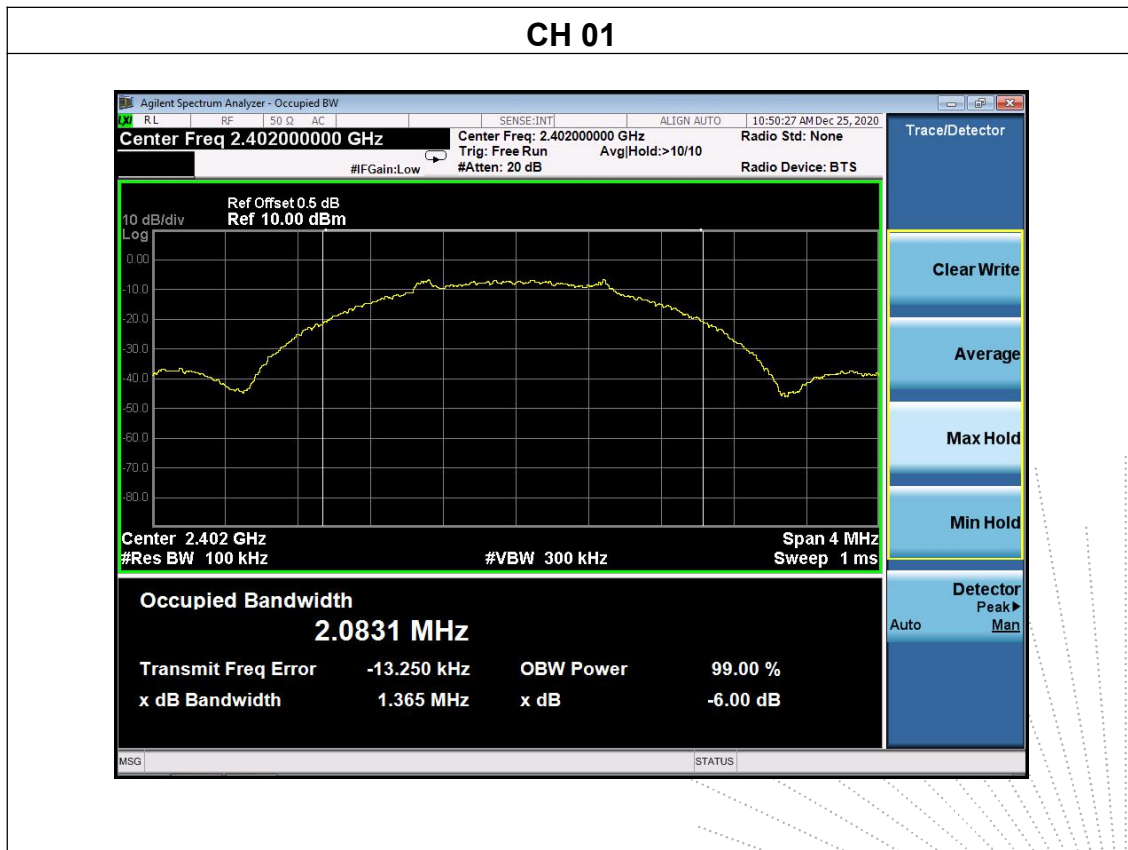 CH 01
Agilent Spectrum Analyzer - Occupied BW
LXI RL RF 50 Ω AC SENSE:INT ALIGN AUTO 10:50:27 AM Dec 25, 2020
Center Freq 2.402000000 GHz
Center Freq: 2.402000000 GHz Radio Std: None
Trig: Free Run Avg|Hold:>10/10
#IFGain:Low #Atten: 20 dB Radio Device: BTS
Trace/Detector
Ref Offset 0.5 dB
10 dB/div Ref 10.00 dBm
Log
0.00
-10.0
-20.0
-30.0
-40.0
-50.0
-60.0
-70.0
-80.0
Center 2.402 GHz Span 4 MHz
#Res BW 100 kHz #VBW 300 kHz Sweep 1 ms
Clear Write
Average
Max Hold
Min Hold
Detector
Peak▶
Auto Man
Occupied Bandwidth
2.0831 MHz
Transmit Freq Error -13.250 kHz OBW Power 99.00 %
x dB Bandwidth 1.365 MHz x dB -6.00 dB
MSG STATUS